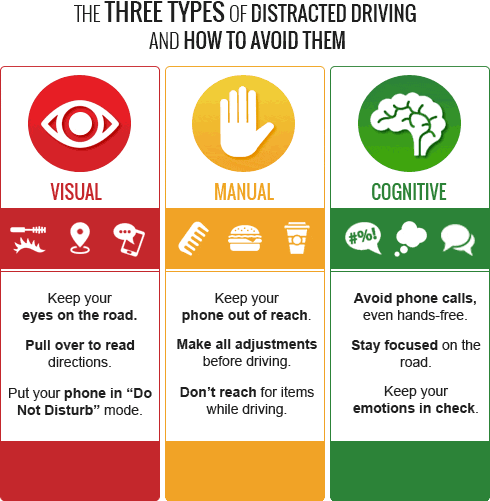 THE THREE TYPES OF DISTRACTED DRIVING
AND HOW TO AVOID THEM
VISUAL
Keep your
eyes on the road.
Pull over to read
directions.
Put your phone in “Do
Not Disturb” mode.
MANUAL
Keep your
phone out of reach.
Make all adjustments
before driving.
Don’t reach for items
while driving.
COGNITIVE
#%!
Avoid phone calls,
even hands-free.
Stay focused on the
road.
Keep your
emotions in check.